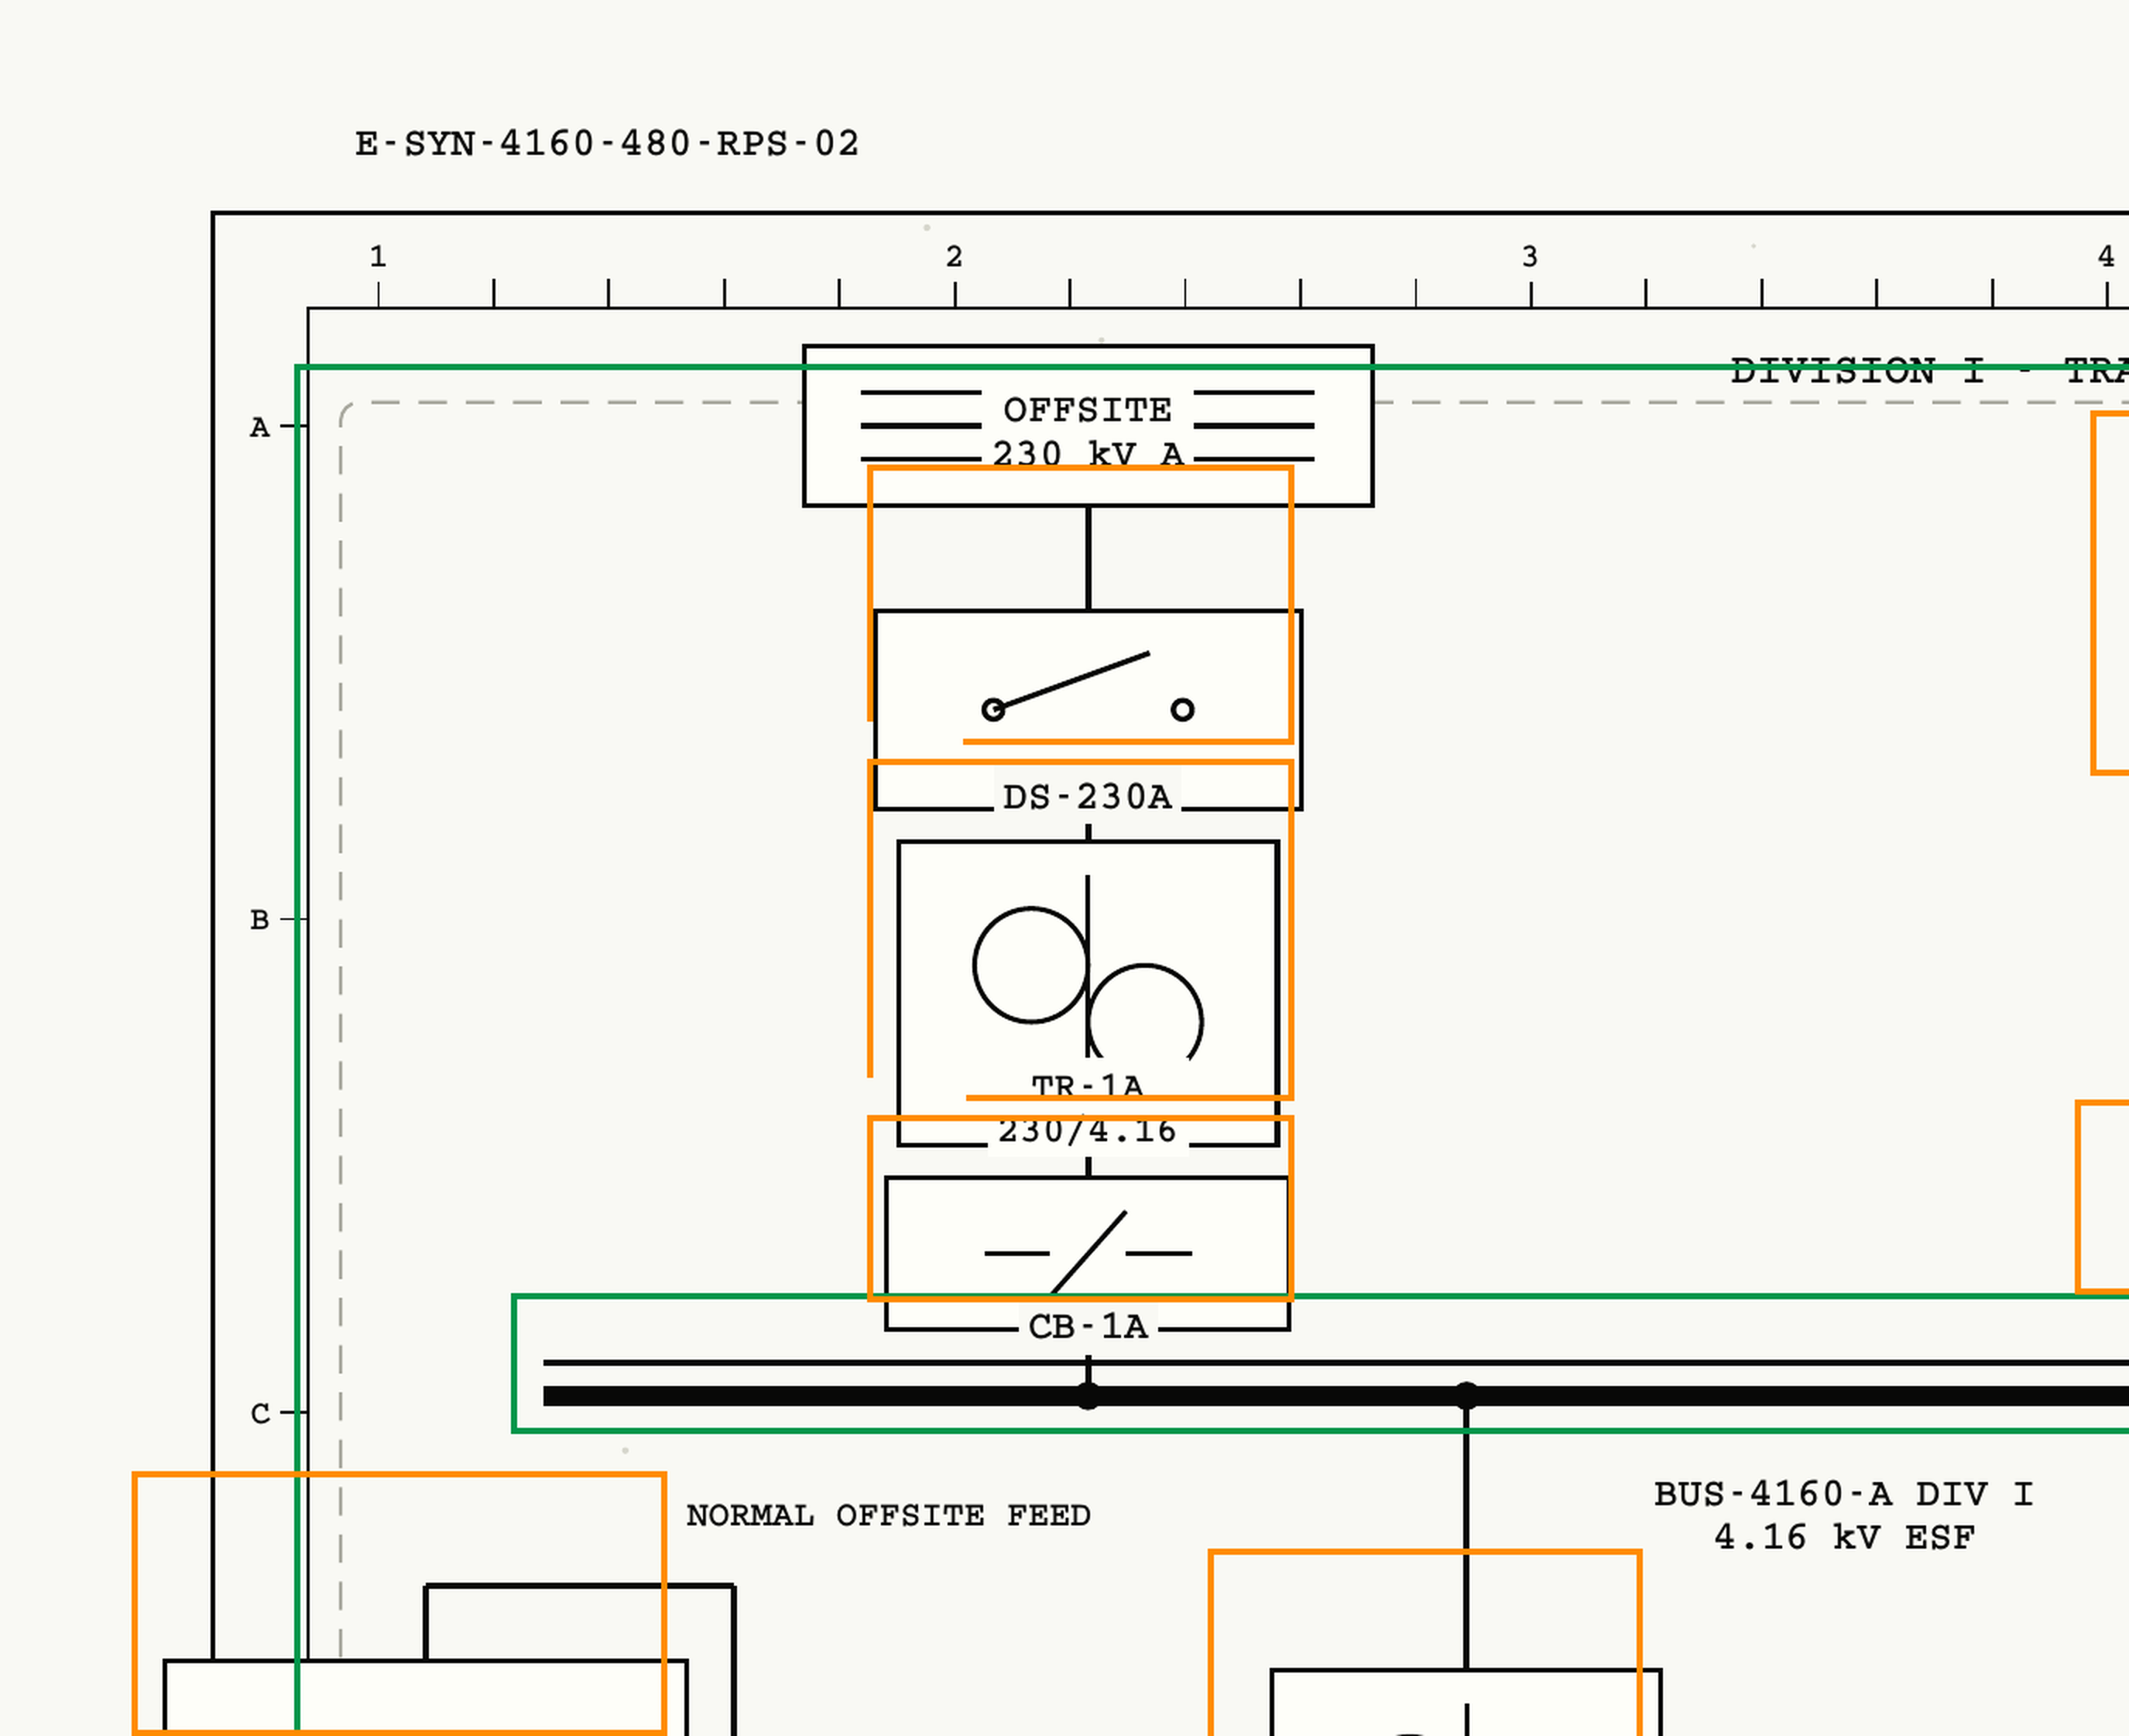 E-SYN-4160-480-RPS-02
1 2 3 4
DIVISION I - TRA
A
OFFSITE
230 kV A
DS-230A
B
TR-1A
230/4.16
CB-1A
C
BUS-4160-A DIV I
NORMAL OFFSITE FEED
4.16 kV ESF